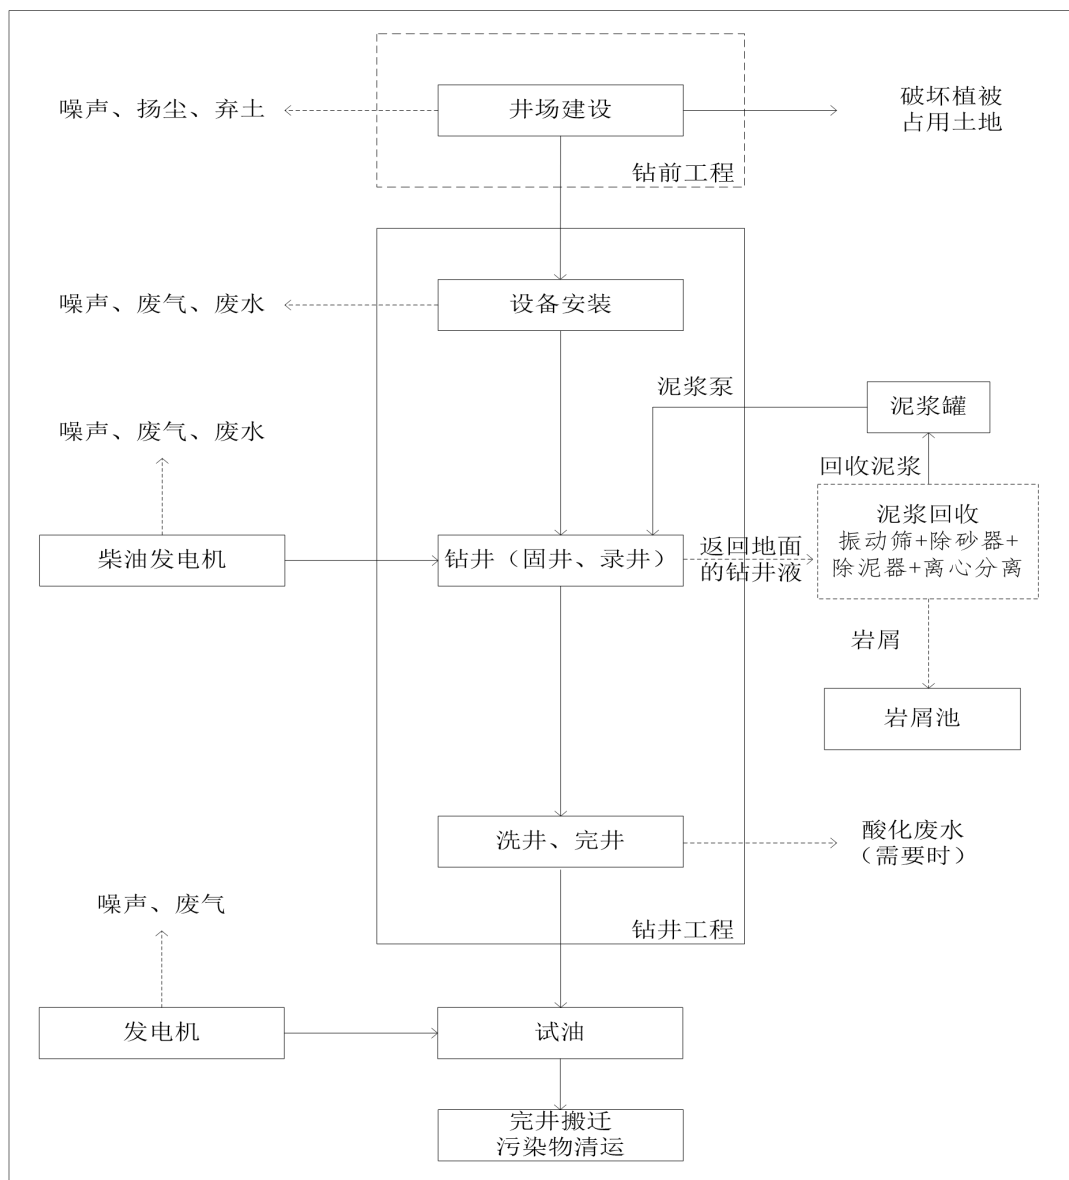 噪声、扬尘、弃土
井场建设
破坏植被
占用土地
钻前工程
噪声、废气、废水
设备安装
泥浆泵
泥浆罐
噪声、废气、废水
回收泥浆
泥浆回收
振动筛+除砂器+
除泥器+离心分离
柴油发电机
钻井（固井、录井）
返回地面
的钻井液
岩屑
岩屑池
洗井、完井
酸化废水
（需要时）
噪声、废气
钻井工程
发电机
试油
完井搬迁
污染物清运